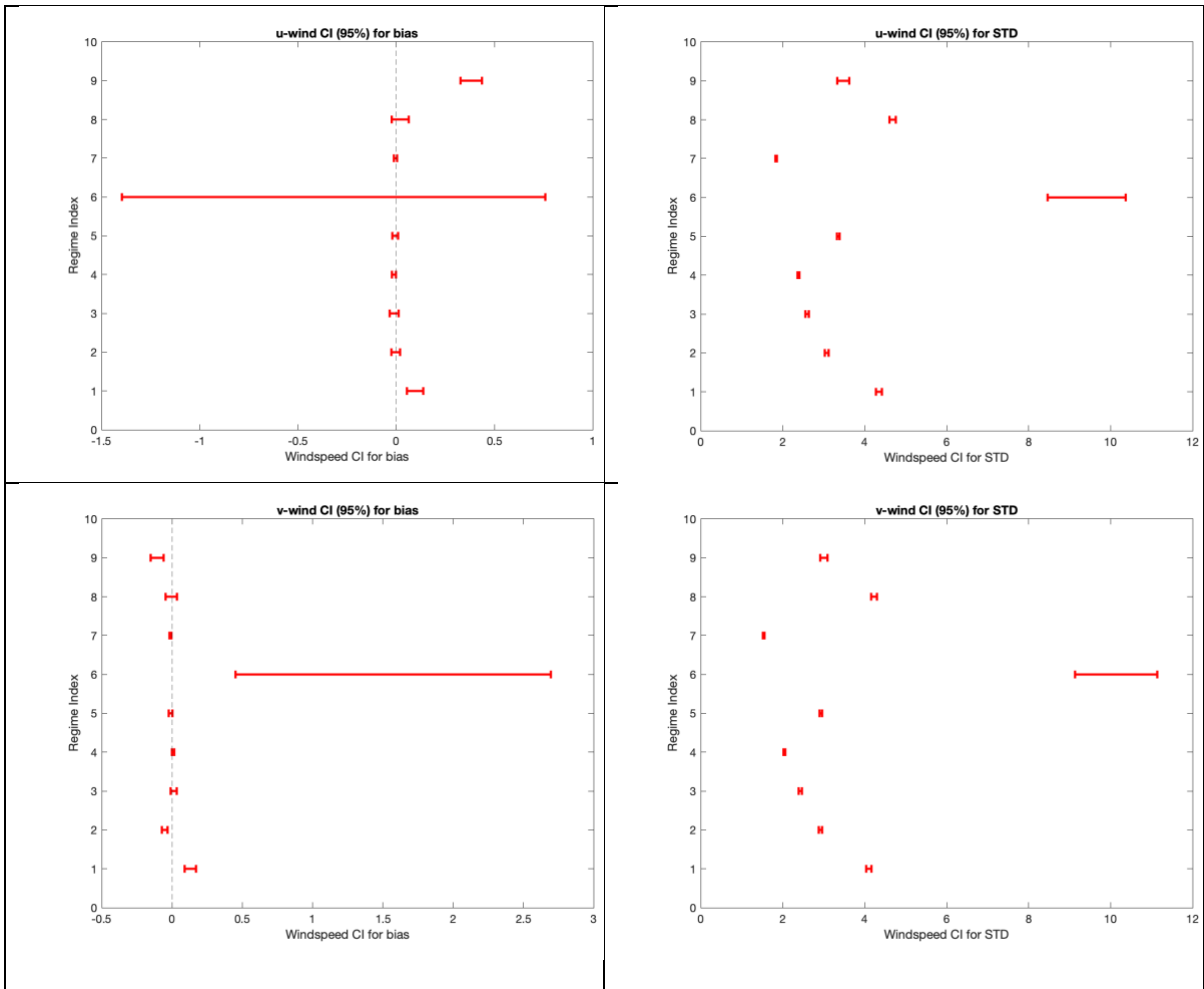 u-wind CI (95%) for bias
10
9
8
7
6
5
4
3
2
1
0
Regime Index
-1.5 -1 -0.5 0 0.5 1
Windspeed CI for bias
u-wind CI (95%) for STD
10
9
8
7
6
5
4
3
2
1
0
Regime Index
0 2 4 6 8 10 12
Windspeed CI for STD
v-wind CI (95%) for bias
10
9
8
7
6
5
4
3
2
1
0
Regime Index
-0.5 0 0.5 1 1.5 2 2.5 3
Windspeed CI for bias
v-wind CI (95%) for STD
10
9
8
7
6
5
4
3
2
1
0
Regime Index
0 2 4 6 8 10 12
Windspeed CI for STD